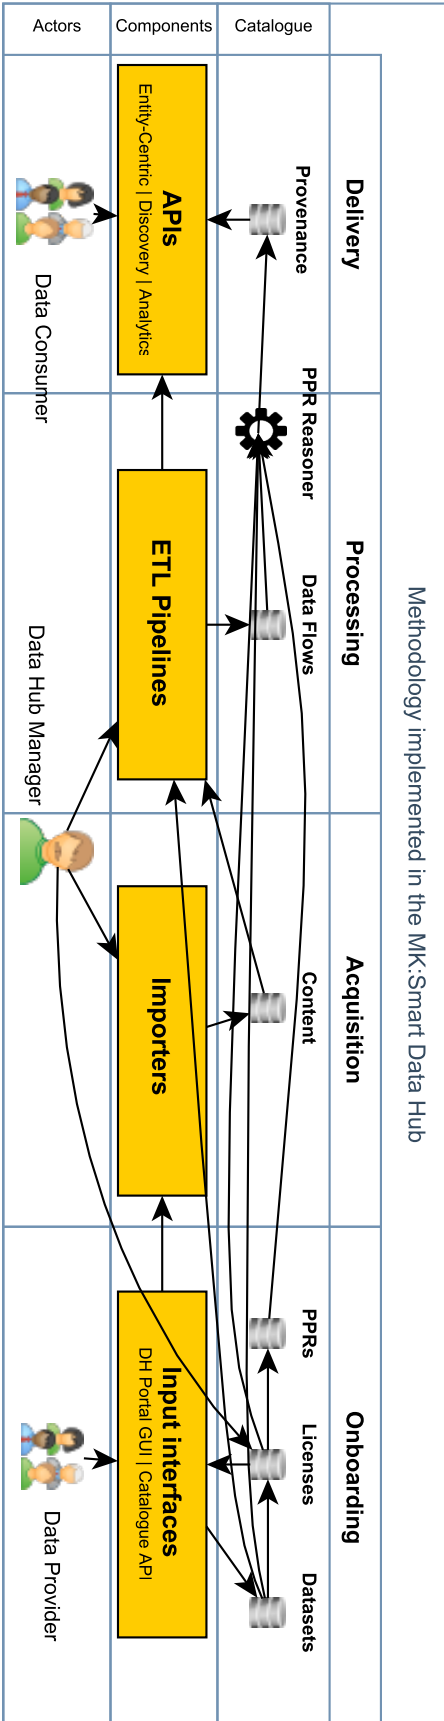 Methodology implemented in the MK:Smart Data Hub
Onboarding
Acquisition
Processing
Delivery
Catalogue
Datasets
Licenses
PPRs
Content
Data Flows
PPR Reasoner
Provenance
Components
Input interfaces
DH Portal GUI | Catalogue API
Importers
ETL Pipelines
APIs
Entity-Centric | Discovery | Analytics
Actors
Data Provider
Data Hub Manager
Data Consumer